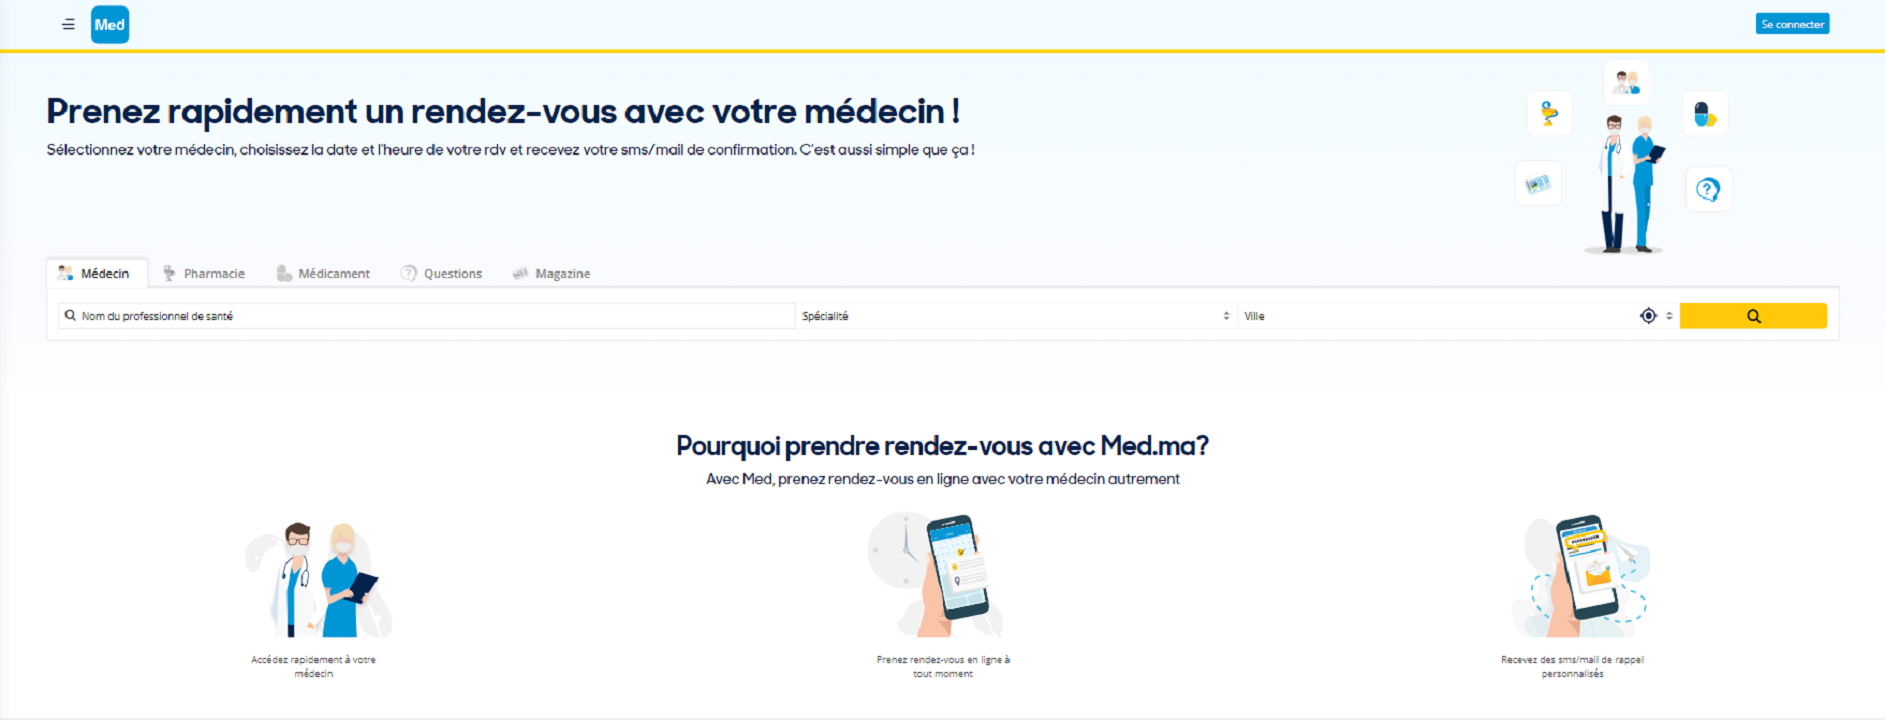 Med
Se connecter
Prenez rapidement un rendez-vous avec votre médecin !
Sélectionnez votre médecin, choisissez la date et l'heure de votre rdv et recevez votre sms/mail de confirmation. C'est aussi simple que ça !
Médecin Pharmacie Médicament Questions Magazine
Nom du professionnel de santé Spécialité Ville
Pourquoi prendre rendez-vous avec Med.ma?
Avec Med, prenez rendez-vous en ligne avec votre médecin autrement
Accédez rapidement à votre
médecin
Prenez rendez-vous en ligne à
tout moment
Recevez des sms/mail de rappel
personnalisés